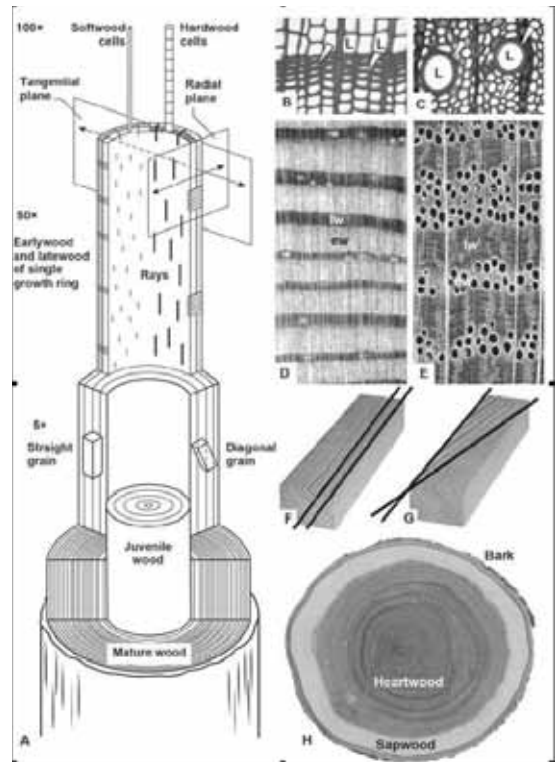 100×
Softwood
cells
Hardwood
cells
Tangential
plane
Radial
plane
50×
Earlywood
and latewood
of single
growth ring
Rays
5×
Straight
grain
Diagonal
grain
Juvenile
wood
Mature wood
A
L
L
B
L
L
C
lw
ew
D
lw
E
F
G
Bark
Heartwood
Sapwood
H